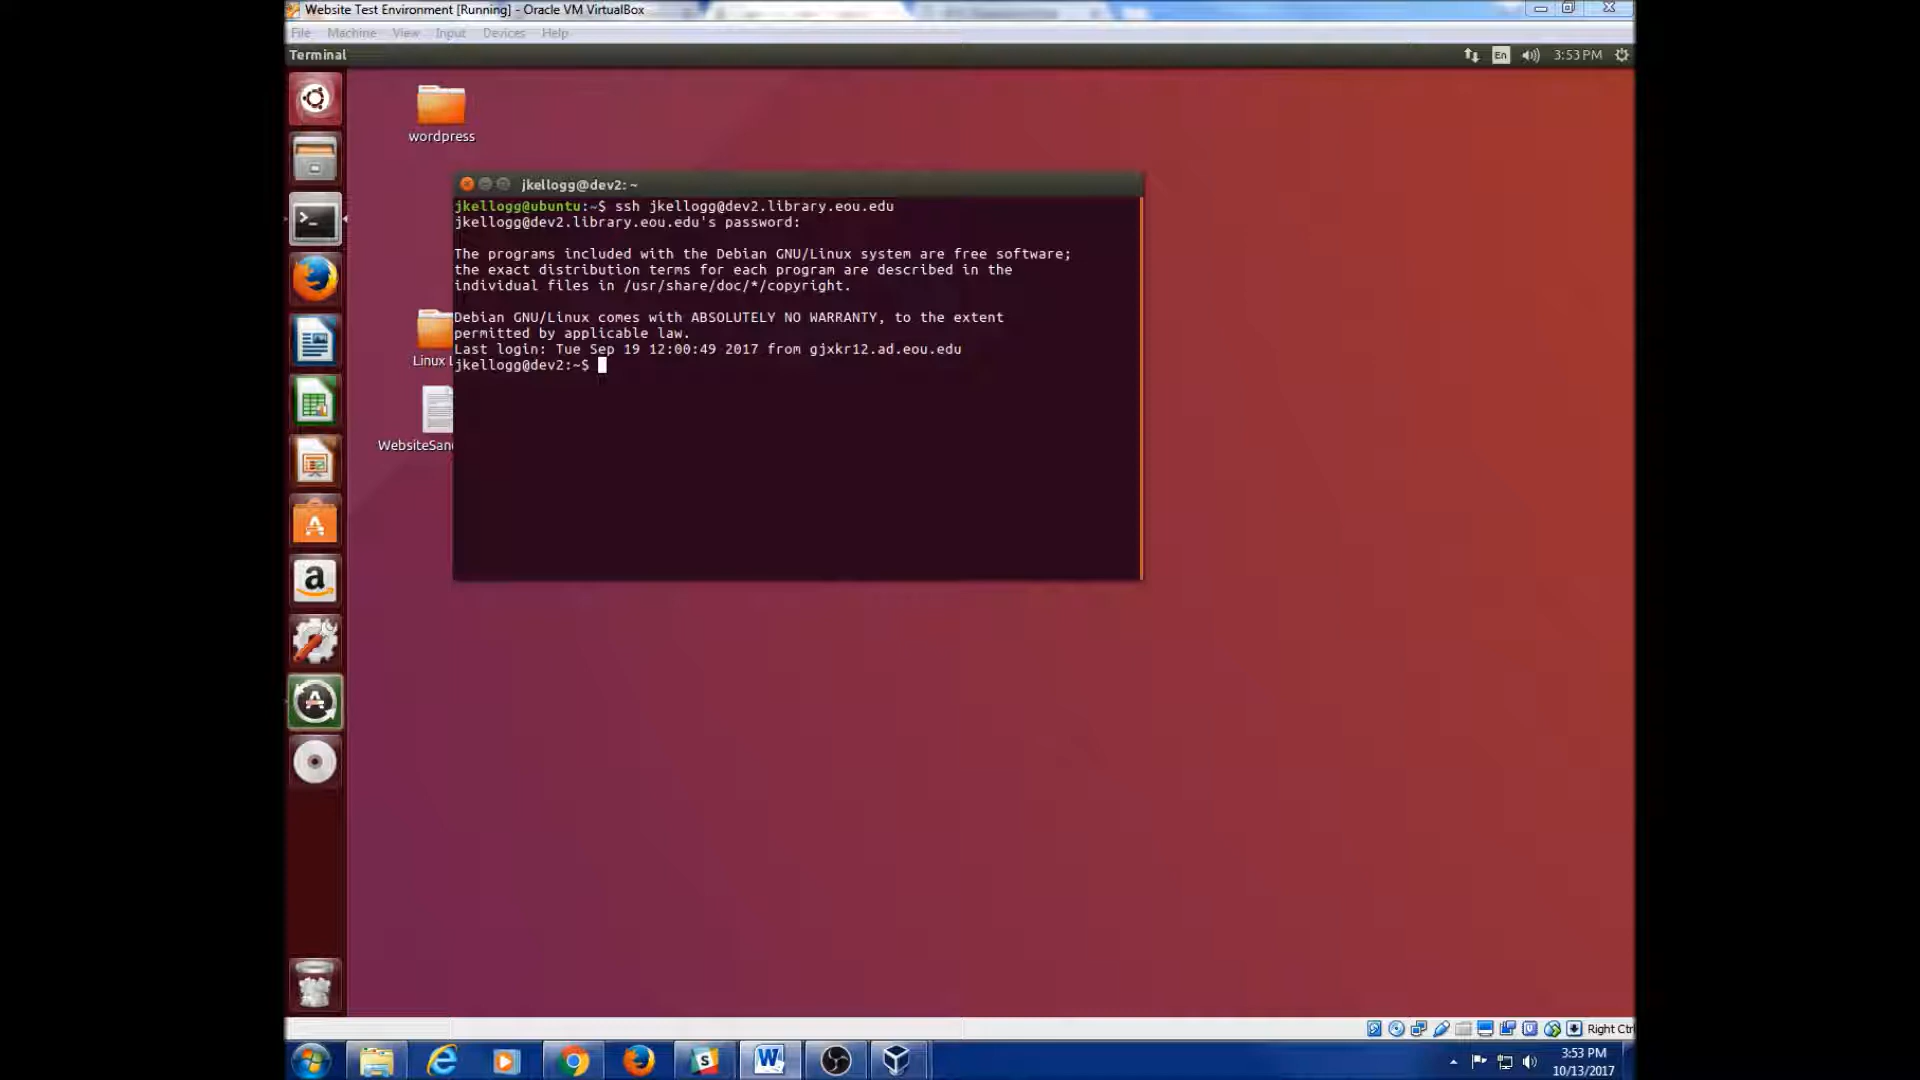 Website Test Environment [Running] - Oracle VM VirtualBox
File Machine View Input Devices Help
Terminal
En
3:53 PM
wordpress
jkellogg@dev2: ~
jkellogg@ubuntu:~$ ssh jkellogg@dev2.library.eou.edu
jkellogg@dev2.library.eou.edu's password:
The programs included with the Debian GNU/Linux system are free software;
the exact distribution terms for each program are described in the
individual files in /usr/share/doc/*/copyright.
Debian GNU/Linux comes with ABSOLUTELY NO WARRANTY, to the extent
permitted by applicable law.
Last login: Tue Sep 19 12:00:49 2017 from gjxkr12.ad.eou.edu
jkellogg@dev2:~$
Linux L
WebsiteSan
Right Ctrl
3:53 PM
10/13/2017